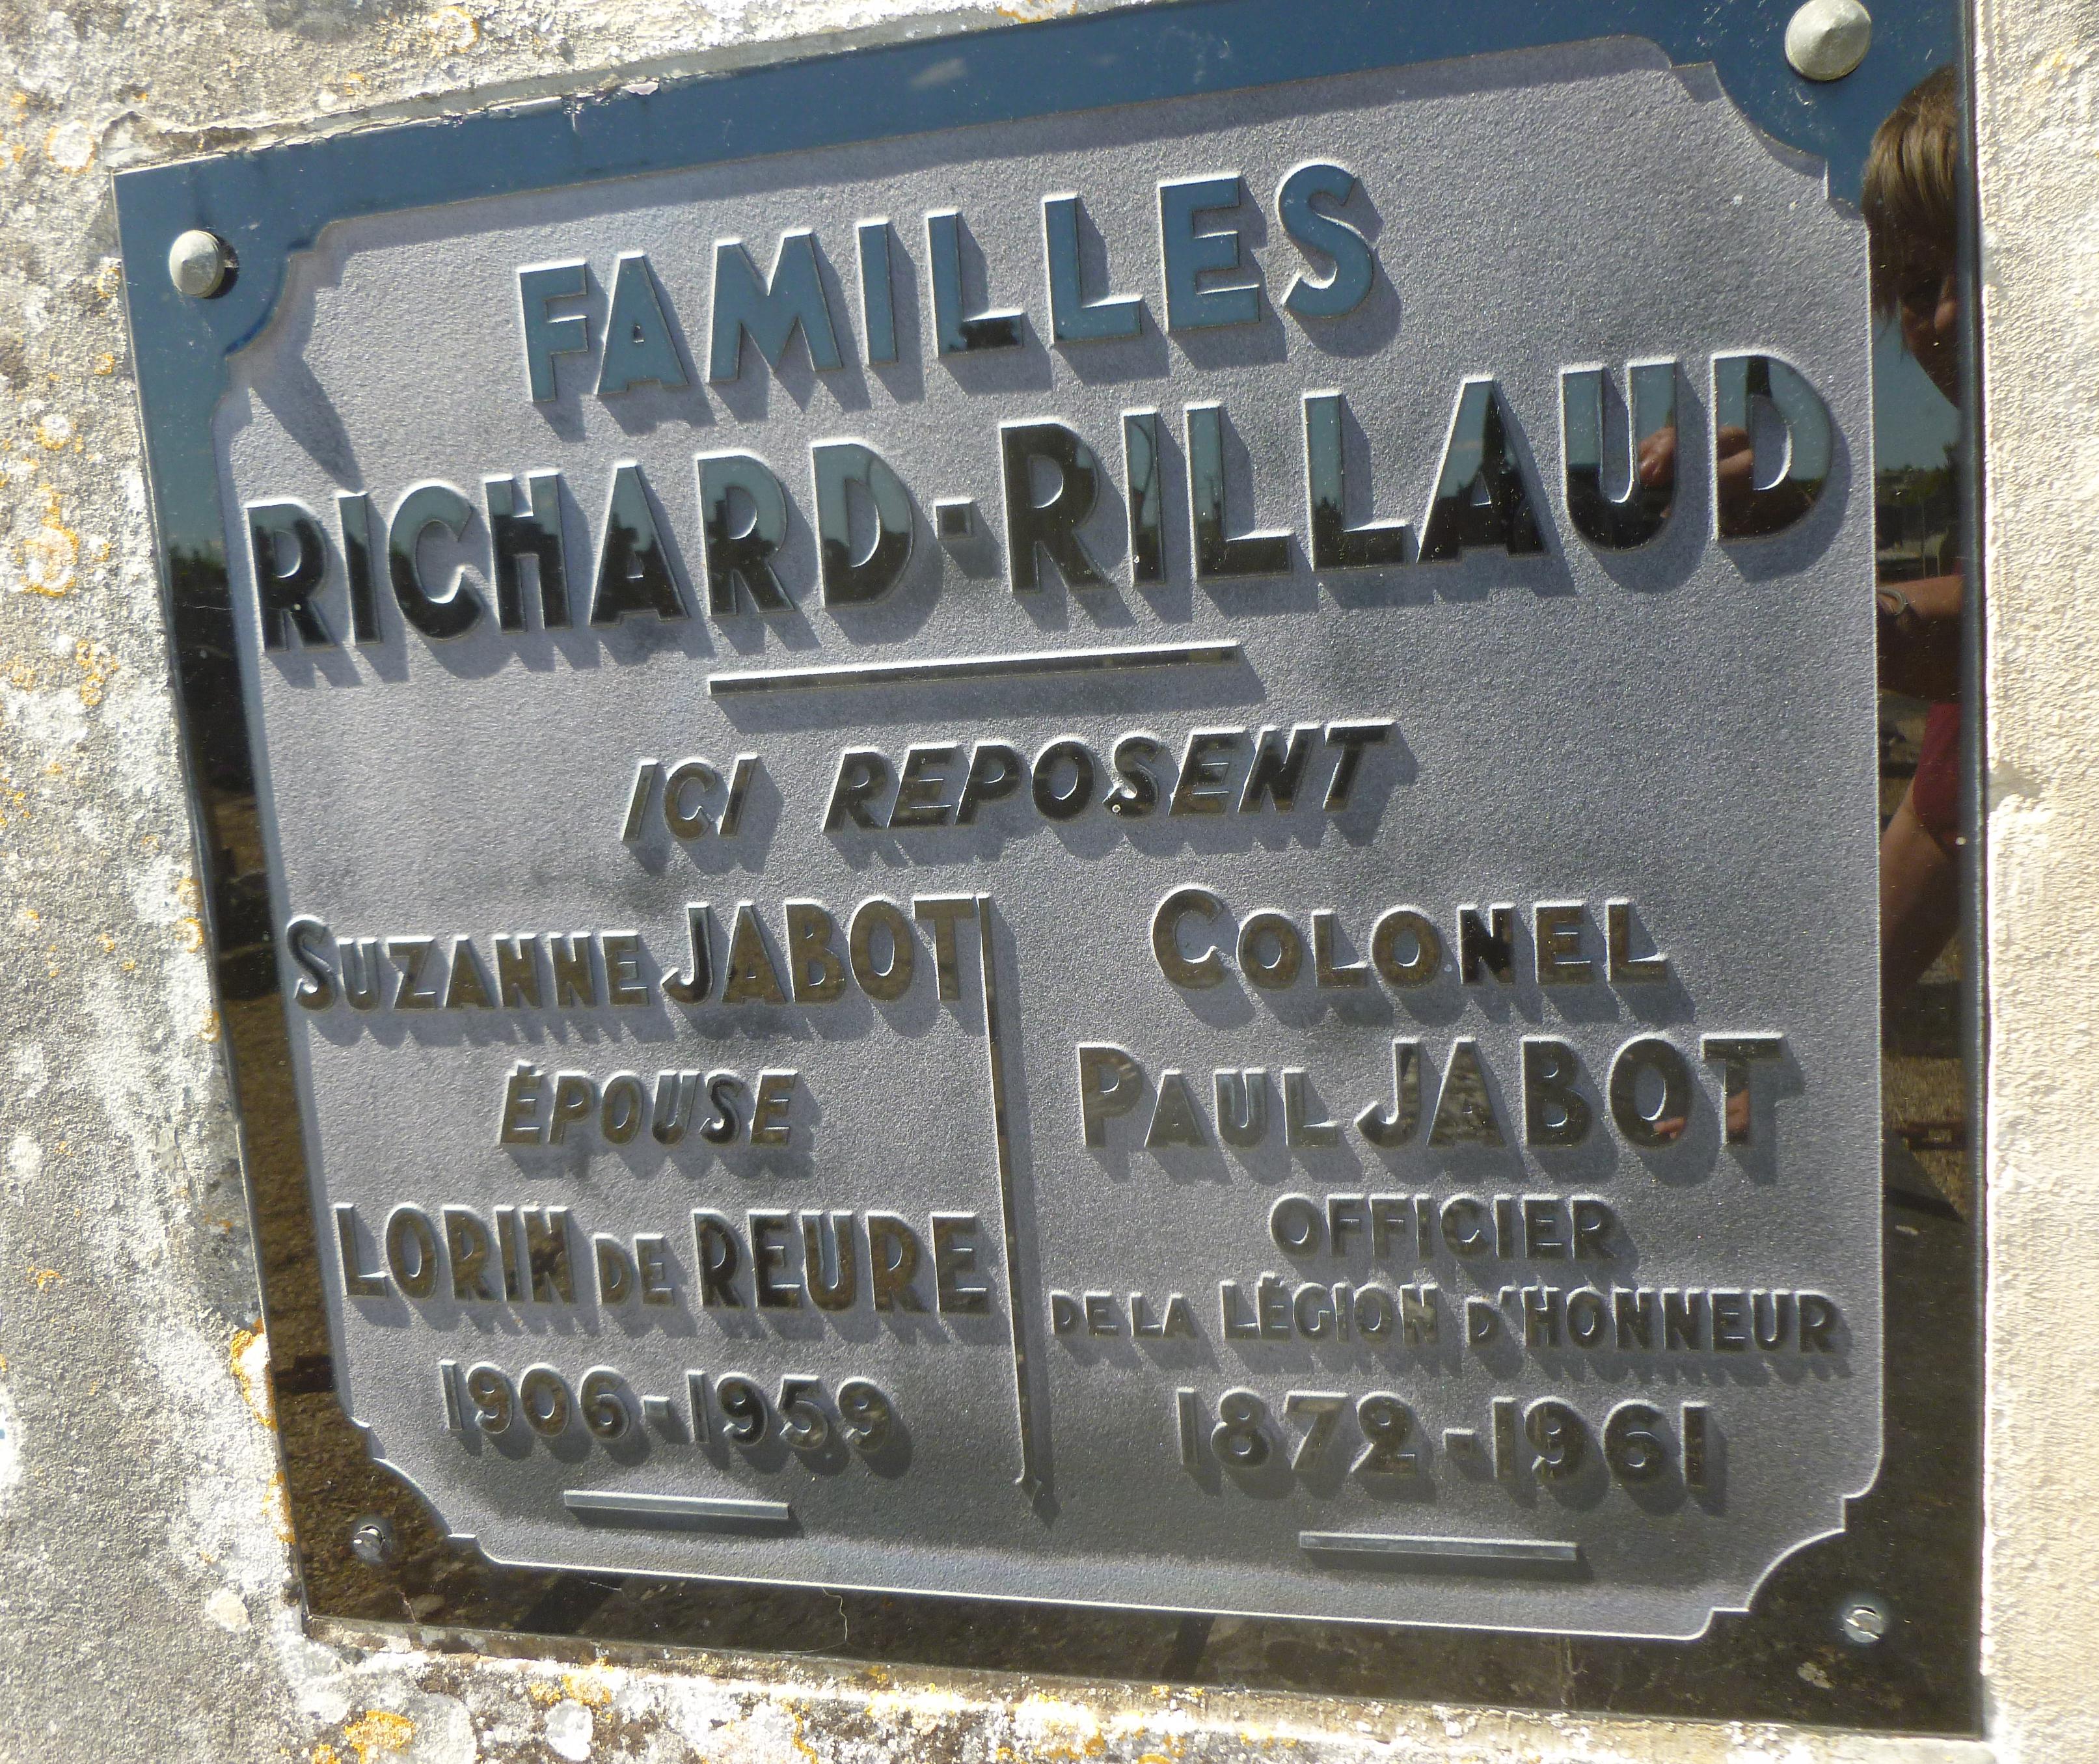 FAMILLES
RICHARD-RILLAUD
ICI REPOSENT
SUZANNE JABOT
ÉPOUSE
LORIN DE REURE
1906-1959
COLONEL
PAUL JABOT
OFFICIER
DE LA LÉGION D'HONNEUR
1872-1961